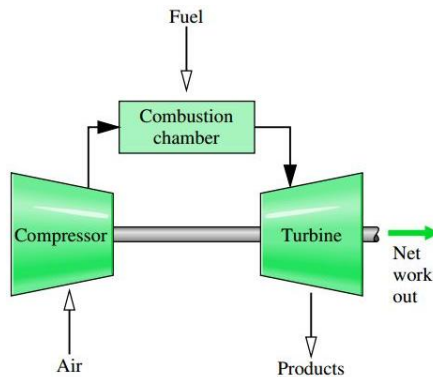 Fuel
Combustion
chamber
Compressor
Turbine
Net
work
out
Air
Products